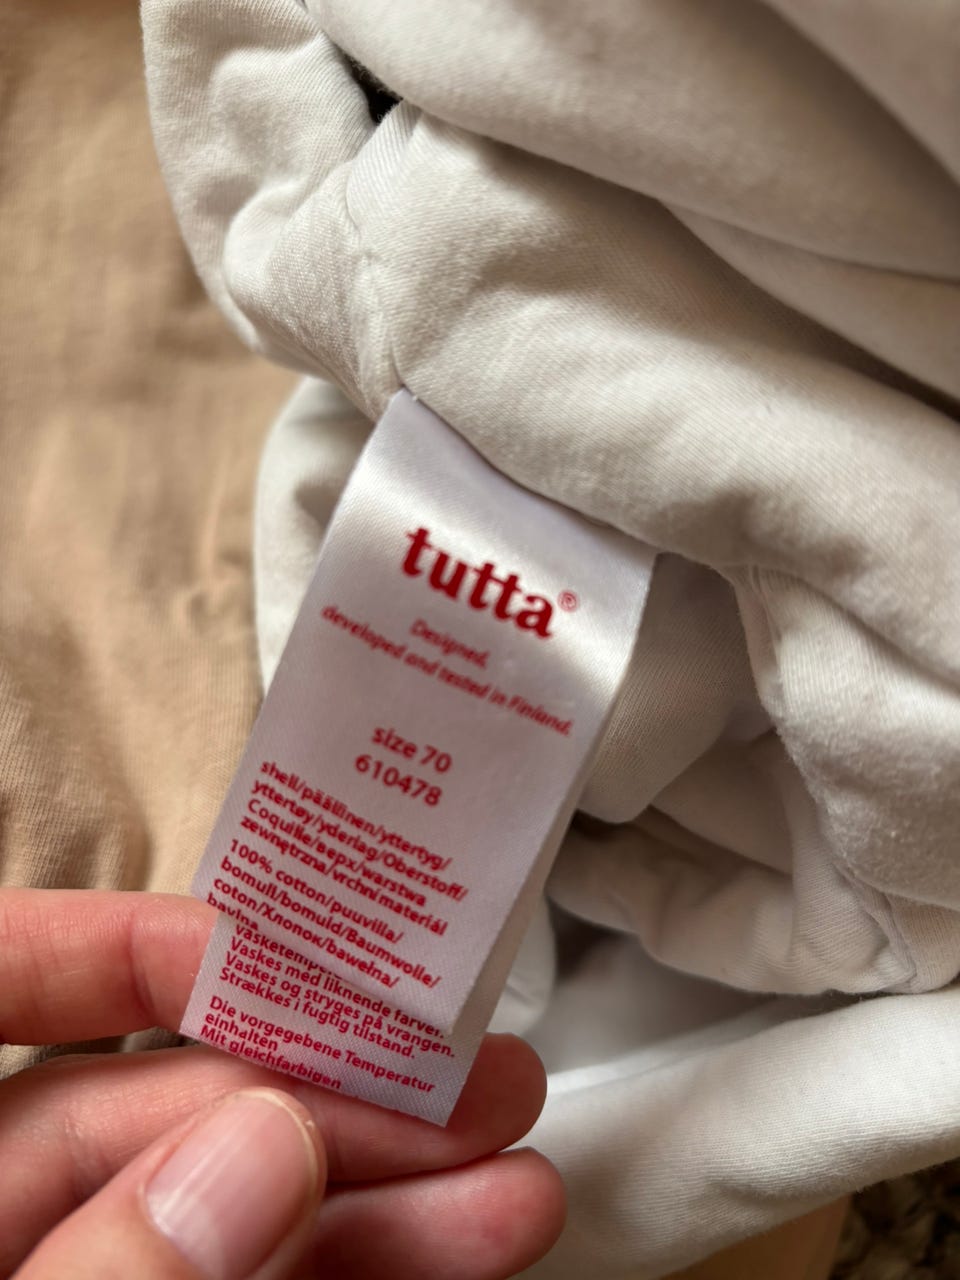 tutta®
Designed,
developed and tested in Finland.
size 70
610478
shell/päällinen/yttertyg/
yttertøy/yderlag/Oberstoff/
Coquille/верх/warstwa
zewnętrzna/vrchní materiál
100% cotton/puuvilla/
bomull/bomuld/Baumwolle/
coton/Хлопок/bawełna/
bavlna
vasketemper
Vaskes med liknende farver.
Vaskes og stryges på vrangen.
Strækkes i fugtig tilstand.
Die vorgegebene Temperatur
einhalten
Mit gleichfarbigen